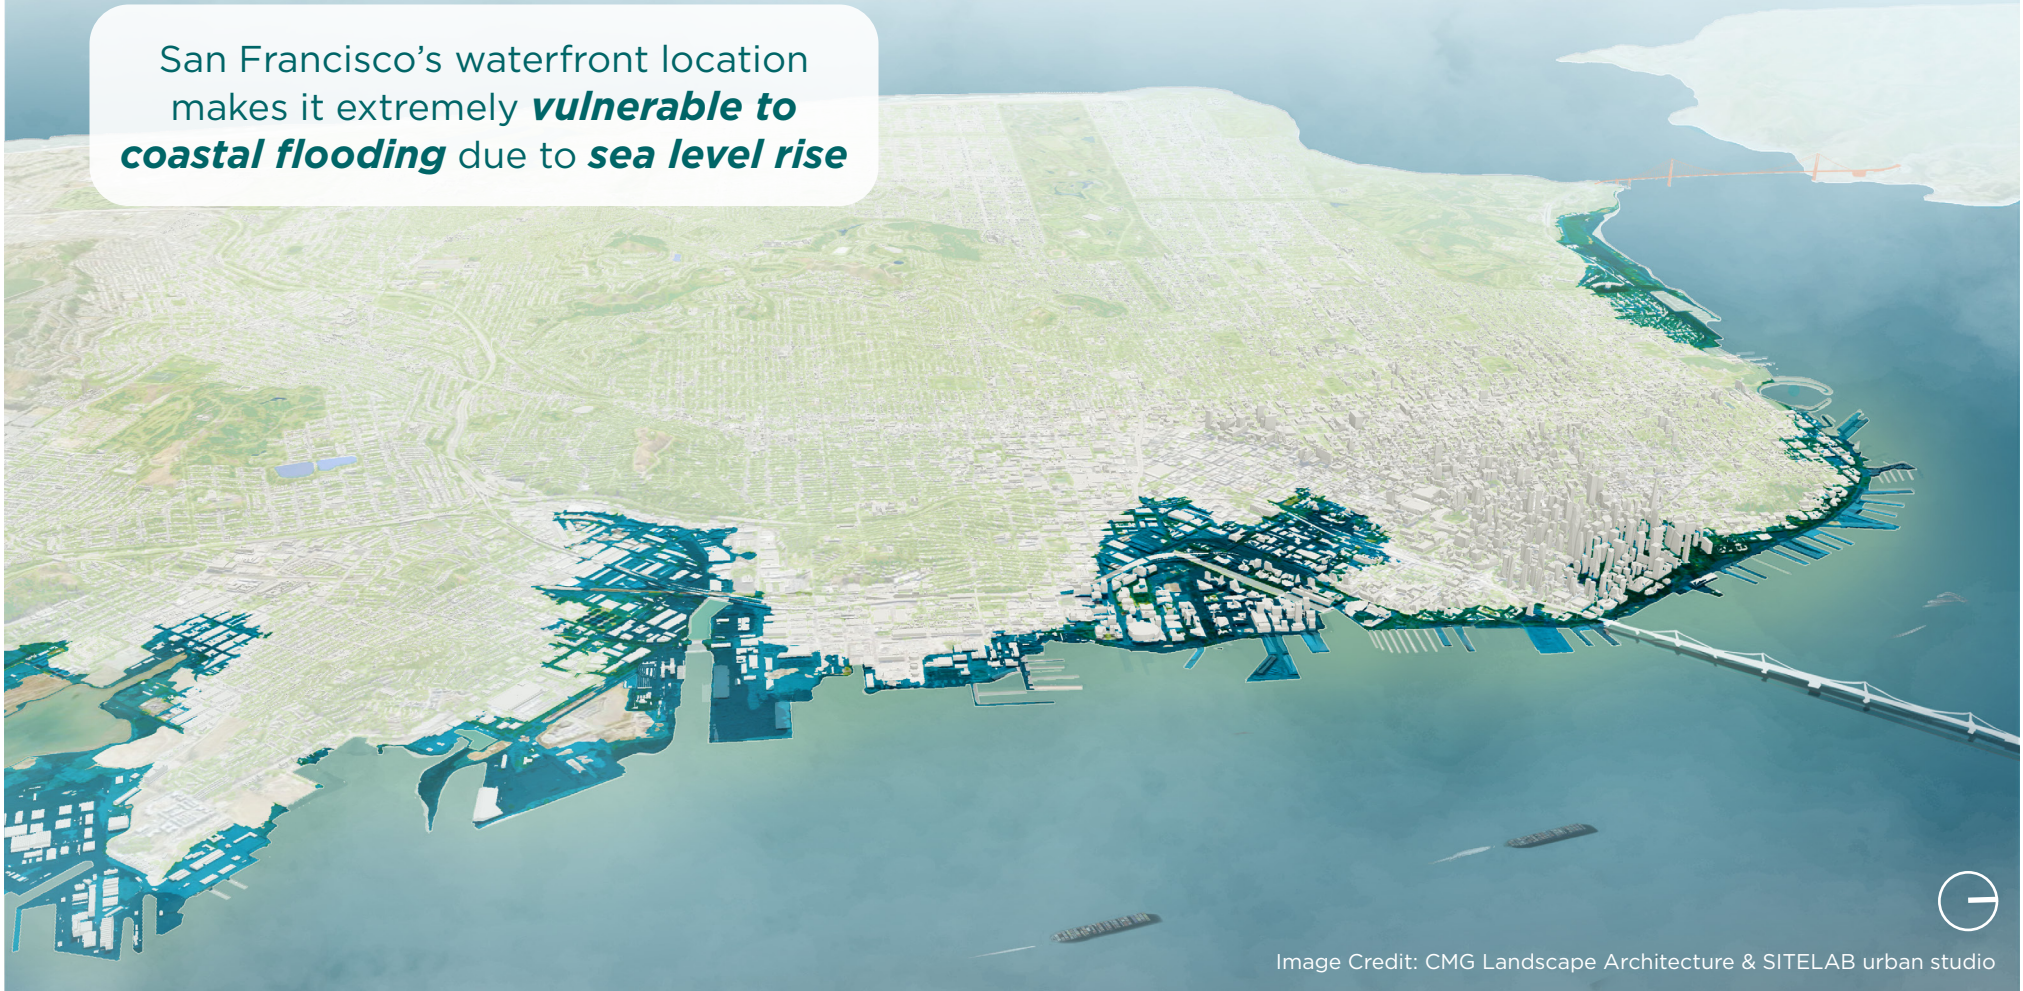 San Francisco’s waterfront location
makes it extremely vulnerable to
coastal flooding due to sea level rise
Image Credit: CMG Landscape Architecture & SITELAB urban studio